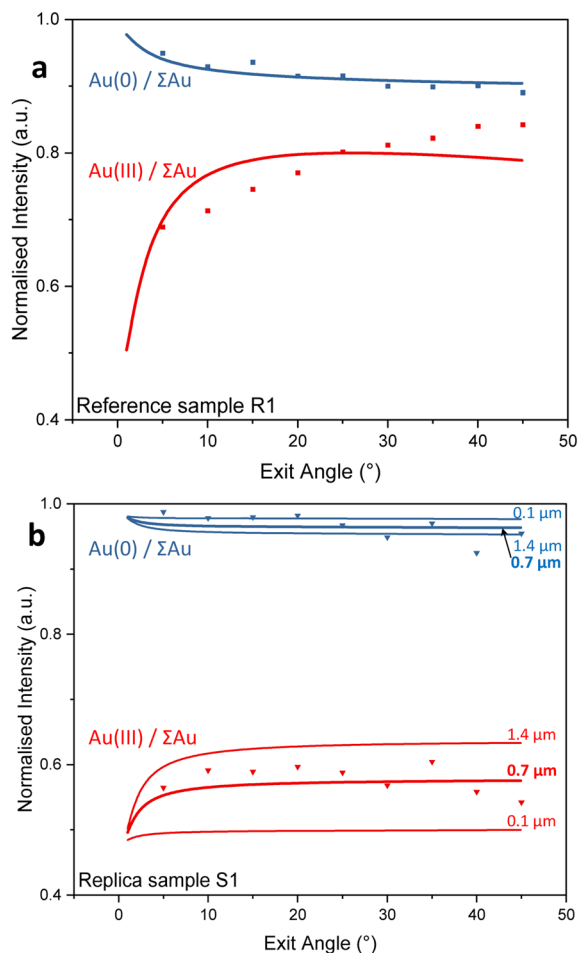 a
1.0
0.8
0.6
0.4
Normalised Intensity (a.u.)
Au(0) / ΣAu
Au(III) / ΣAu
Reference sample R1
0 10 20 30 40 50
Exit Angle (°)
b
1.0
0.8
0.6
0.4
Normalised Intensity (a.u.)
Au(0) / ΣAu
0.1 µm
1.4 µm
0.7 µm
Au(III) / ΣAu
1.4 µm
0.7 µm
0.1 µm
Replica sample S1
0 10 20 30 40 50
Exit Angle (°)